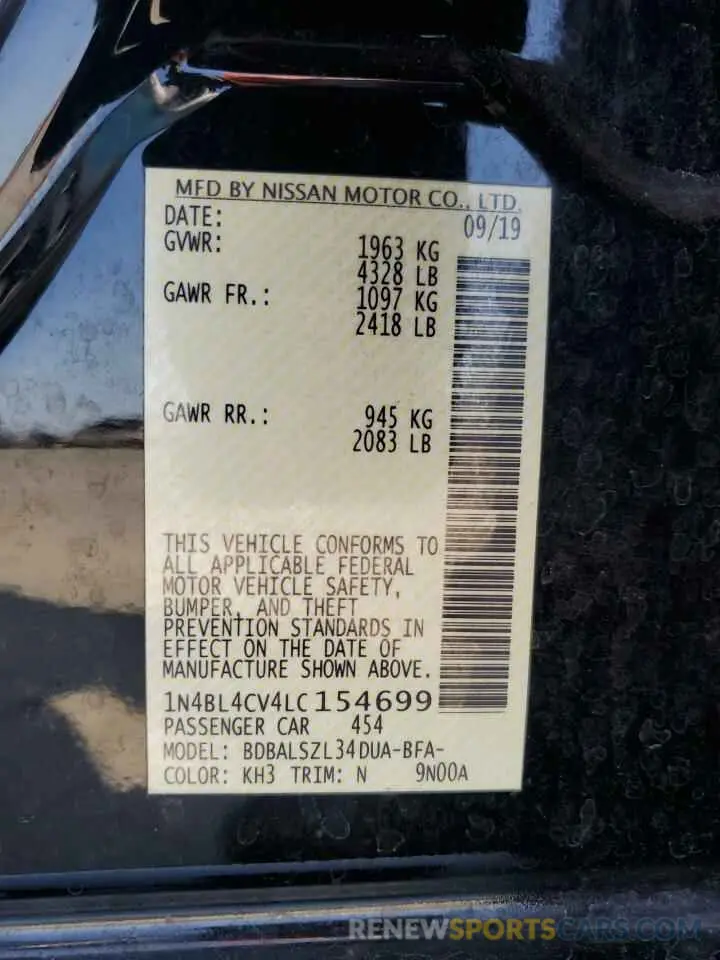 MFD BY NISSAN MOTOR CO., LTD.
DATE: 09/19
GVWR: 1963 KG
4328 LB
GAWR FR.: 1097 KG
2418 LB
GAWR RR.: 945 KG
2083 LB
THIS VEHICLE CONFORMS TO
ALL APPLICABLE FEDERAL
MOTOR VEHICLE SAFETY,
BUMPER, AND THEFT
PREVENTION STANDARDS IN
EFFECT ON THE DATE OF
MANUFACTURE SHOWN ABOVE.
1N4BL4CV4LC154699
PASSENGER CAR 454
MODEL: BDBALSZL34DUA-BFA-
COLOR: KH3 TRIM: N 9N00A
RENEWSPORTSCARS.COM